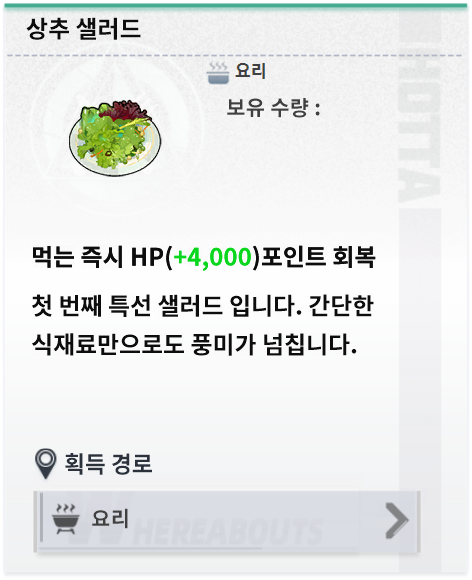 상추 샐러드
요리
보유 수량 :
HOTTA
먹는 즉시 HP(+4,000)포인트 회복
첫 번째 특선 샐러드 입니다. 간단한
식재료만으로도 풍미가 넘칩니다.
획득 경로
요리
HEREABOUTS